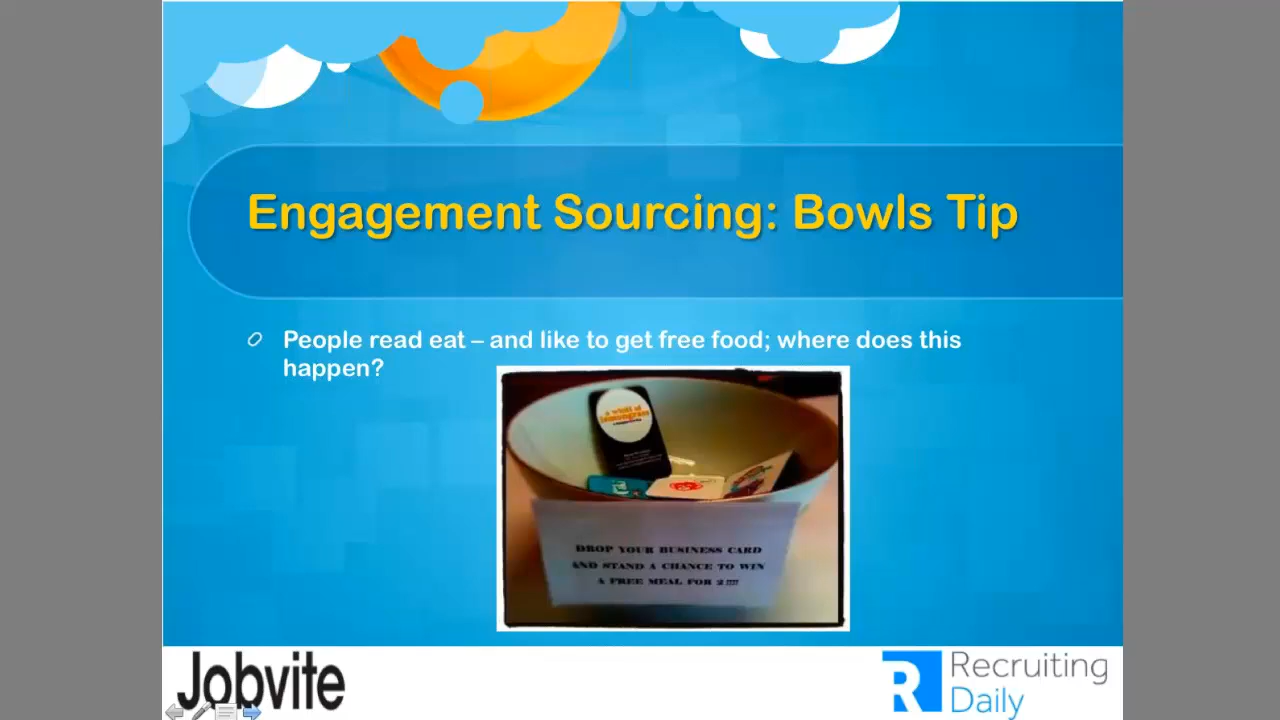 Engagement Sourcing: Bowls Tip
People read eat – and like to get free food; where does this
happen?
DROP YOUR BUSINESS CARD
AND STAND A CHANCE TO WIN
A FREE MEAL FOR 2 !!!!
Jobvite
R Recruiting
Daily